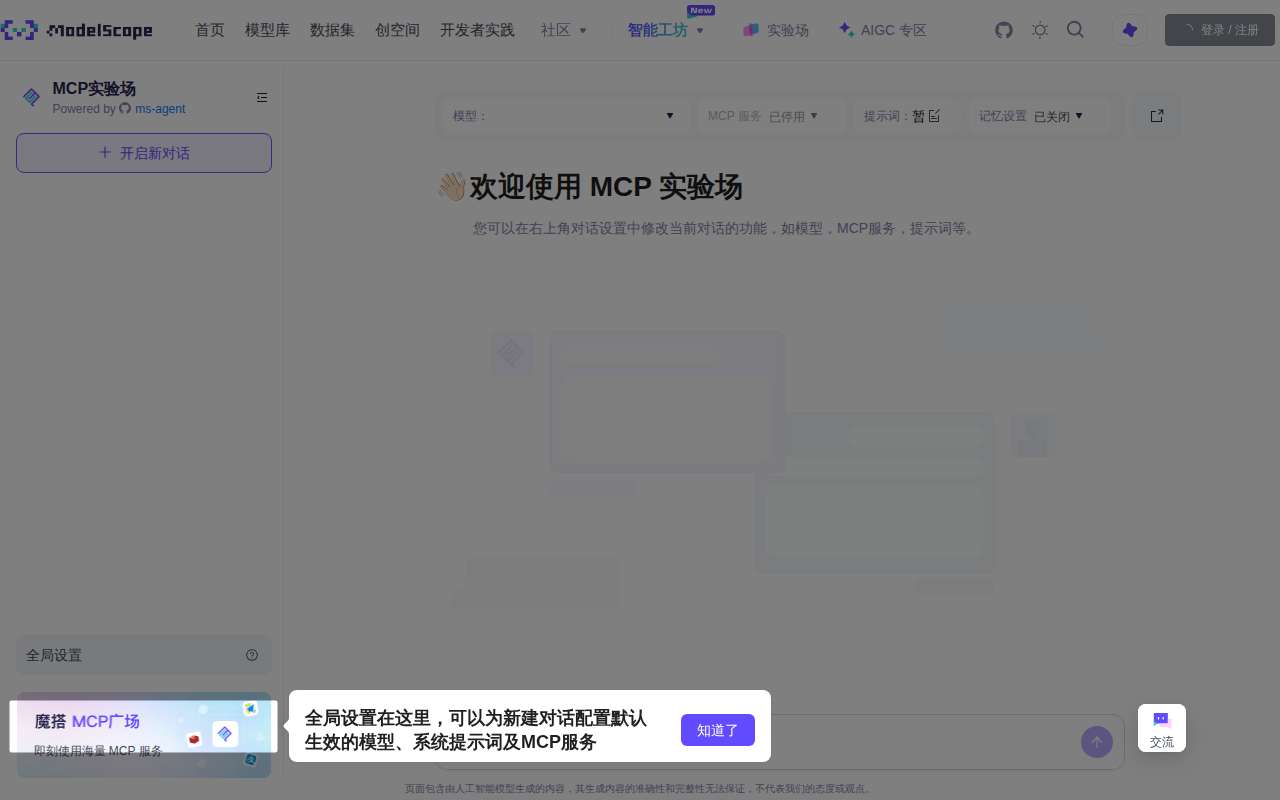 ModelScope
首页 模型库 数据集 创空间 开发者实践 社区 智能工坊 New 实验场 AIGC 专区 登录 / 注册
MCP实验场
Powered by ms-agent
开启新对话
模型： MCP 服务 已停用 提示词：暂 记忆设置 已关闭
👋🏻欢迎使用 MCP 实验场
您可以在右上角对话设置中修改当前对话的功能，如模型，MCP服务，提示词等。
全局设置
魔搭 MCP广场
即刻使用海量 MCP 服务
全局设置在这里，可以为新建对话配置默认
生效的模型、系统提示词及MCP服务
知道了
交流
页面包含由人工智能模型生成的内容，其生成内容的准确性和完整性无法保证，不代表我们的态度或观点。